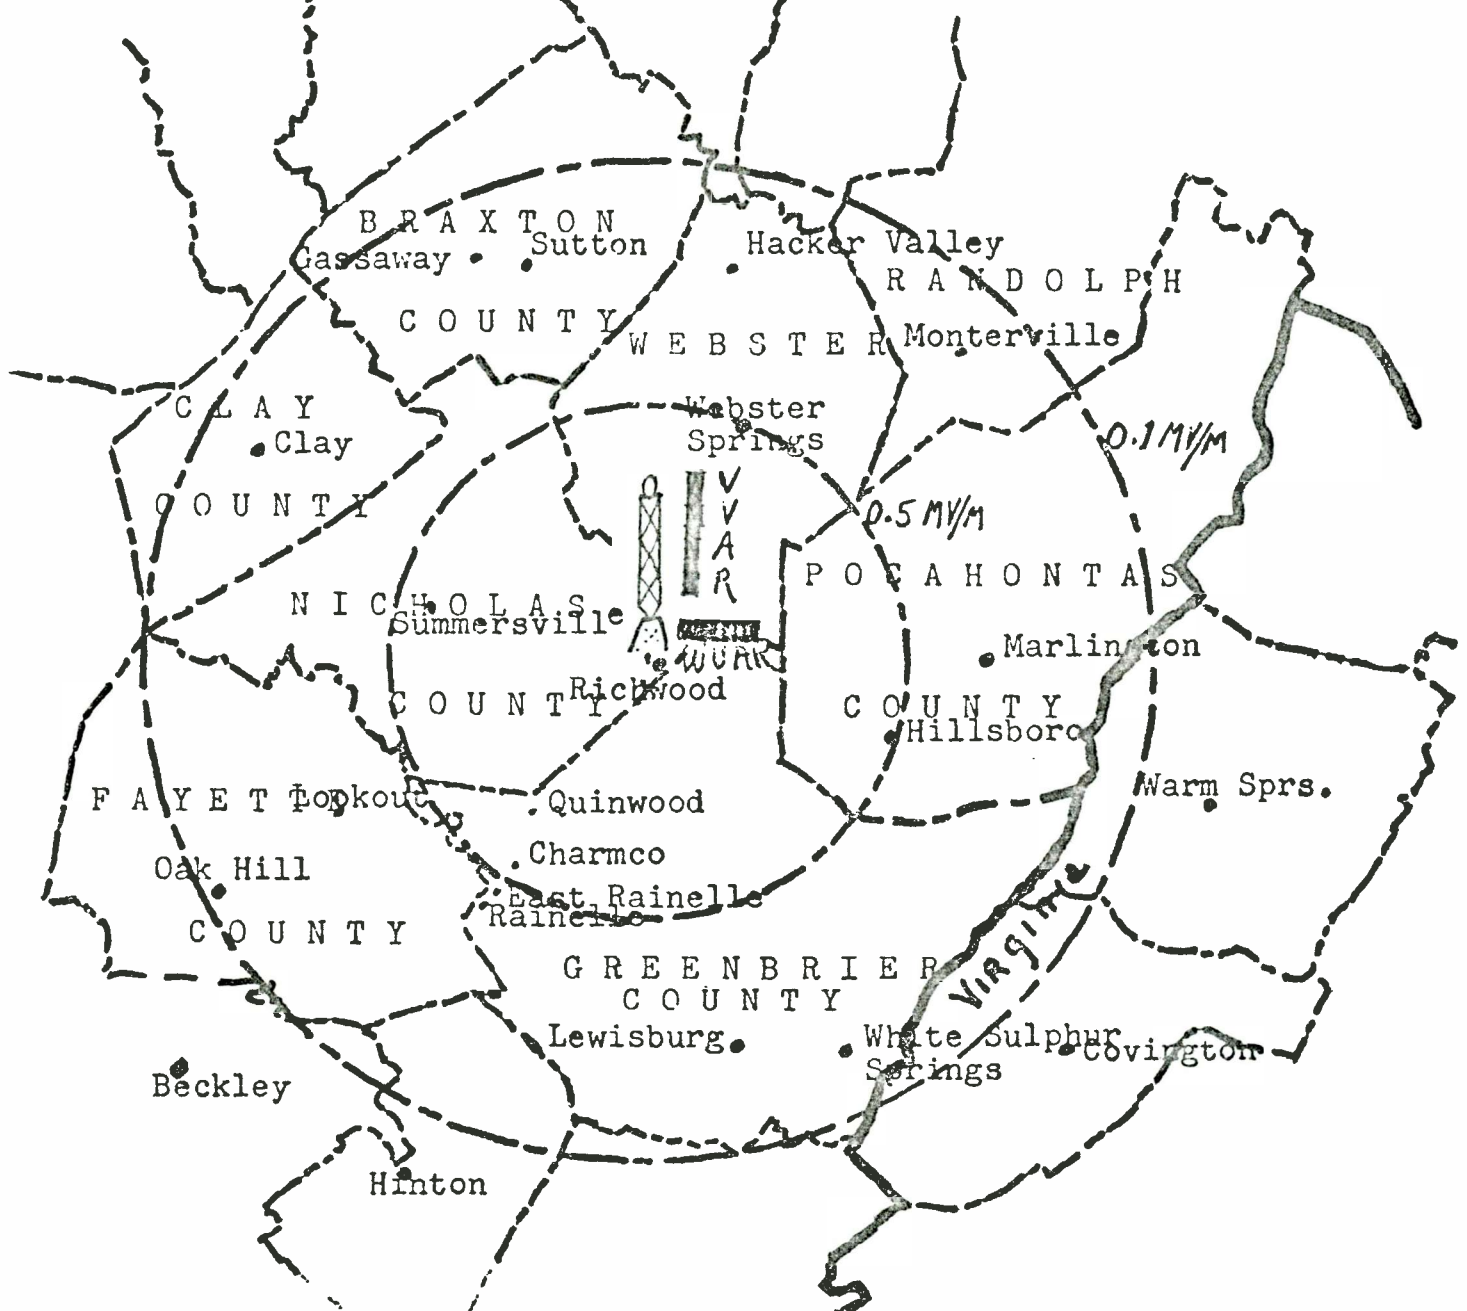 BRAXTON
Gassaway
Sutton
Hacker Valley
RANDOLPH
COUNTY
WEBSTER
Monterville
CLAY
Clay
Webster
Springs
0.1 MV/M
COUNTY
0.5 MV/M
V
V
A
R
POCAHONTAS
NICHOLAS
Summersville
Marlington
WVAR
Richwood
COUNTY
COUNTY
Hillsboro
FAYETTE
Lookout
Quinwood
Warm Sprs.
Charmco
Oak Hill
East Rainelle
Rainelle
COUNTY
VIRGINIA
GREENBRIER
COUNTY
Lewisburg
White Sulphur
Springs
Covington
Beckley
Hinton